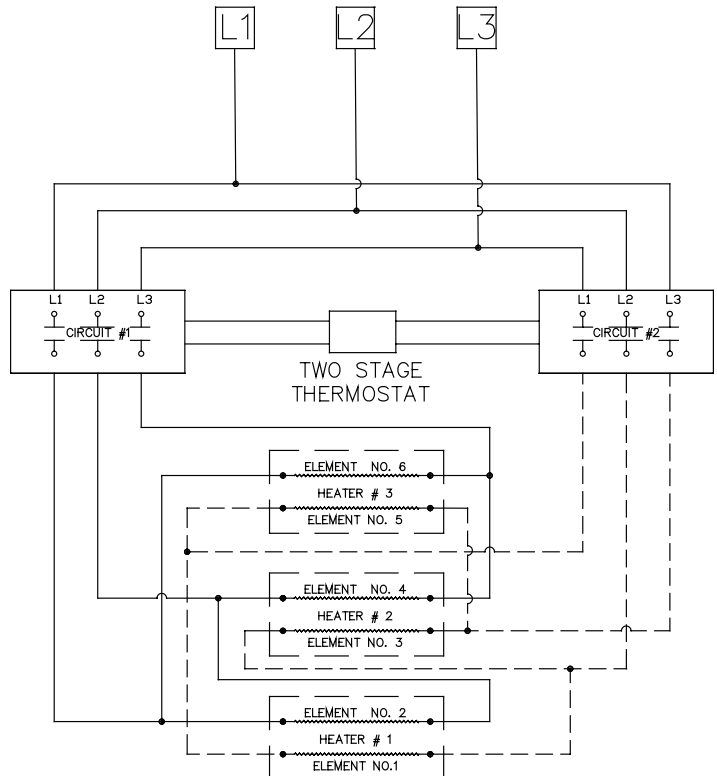 L1 L2 L3
L1 L2 L3
CIRCUIT #1
L1 L2 L3
CIRCUIT #2
TWO STAGE
THERMOSTAT
ELEMENT NO. 6
HEATER # 3
ELEMENT NO. 5
ELEMENT NO. 4
HEATER # 2
ELEMENT NO. 3
ELEMENT NO. 2
HEATER # 1
ELEMENT NO.1